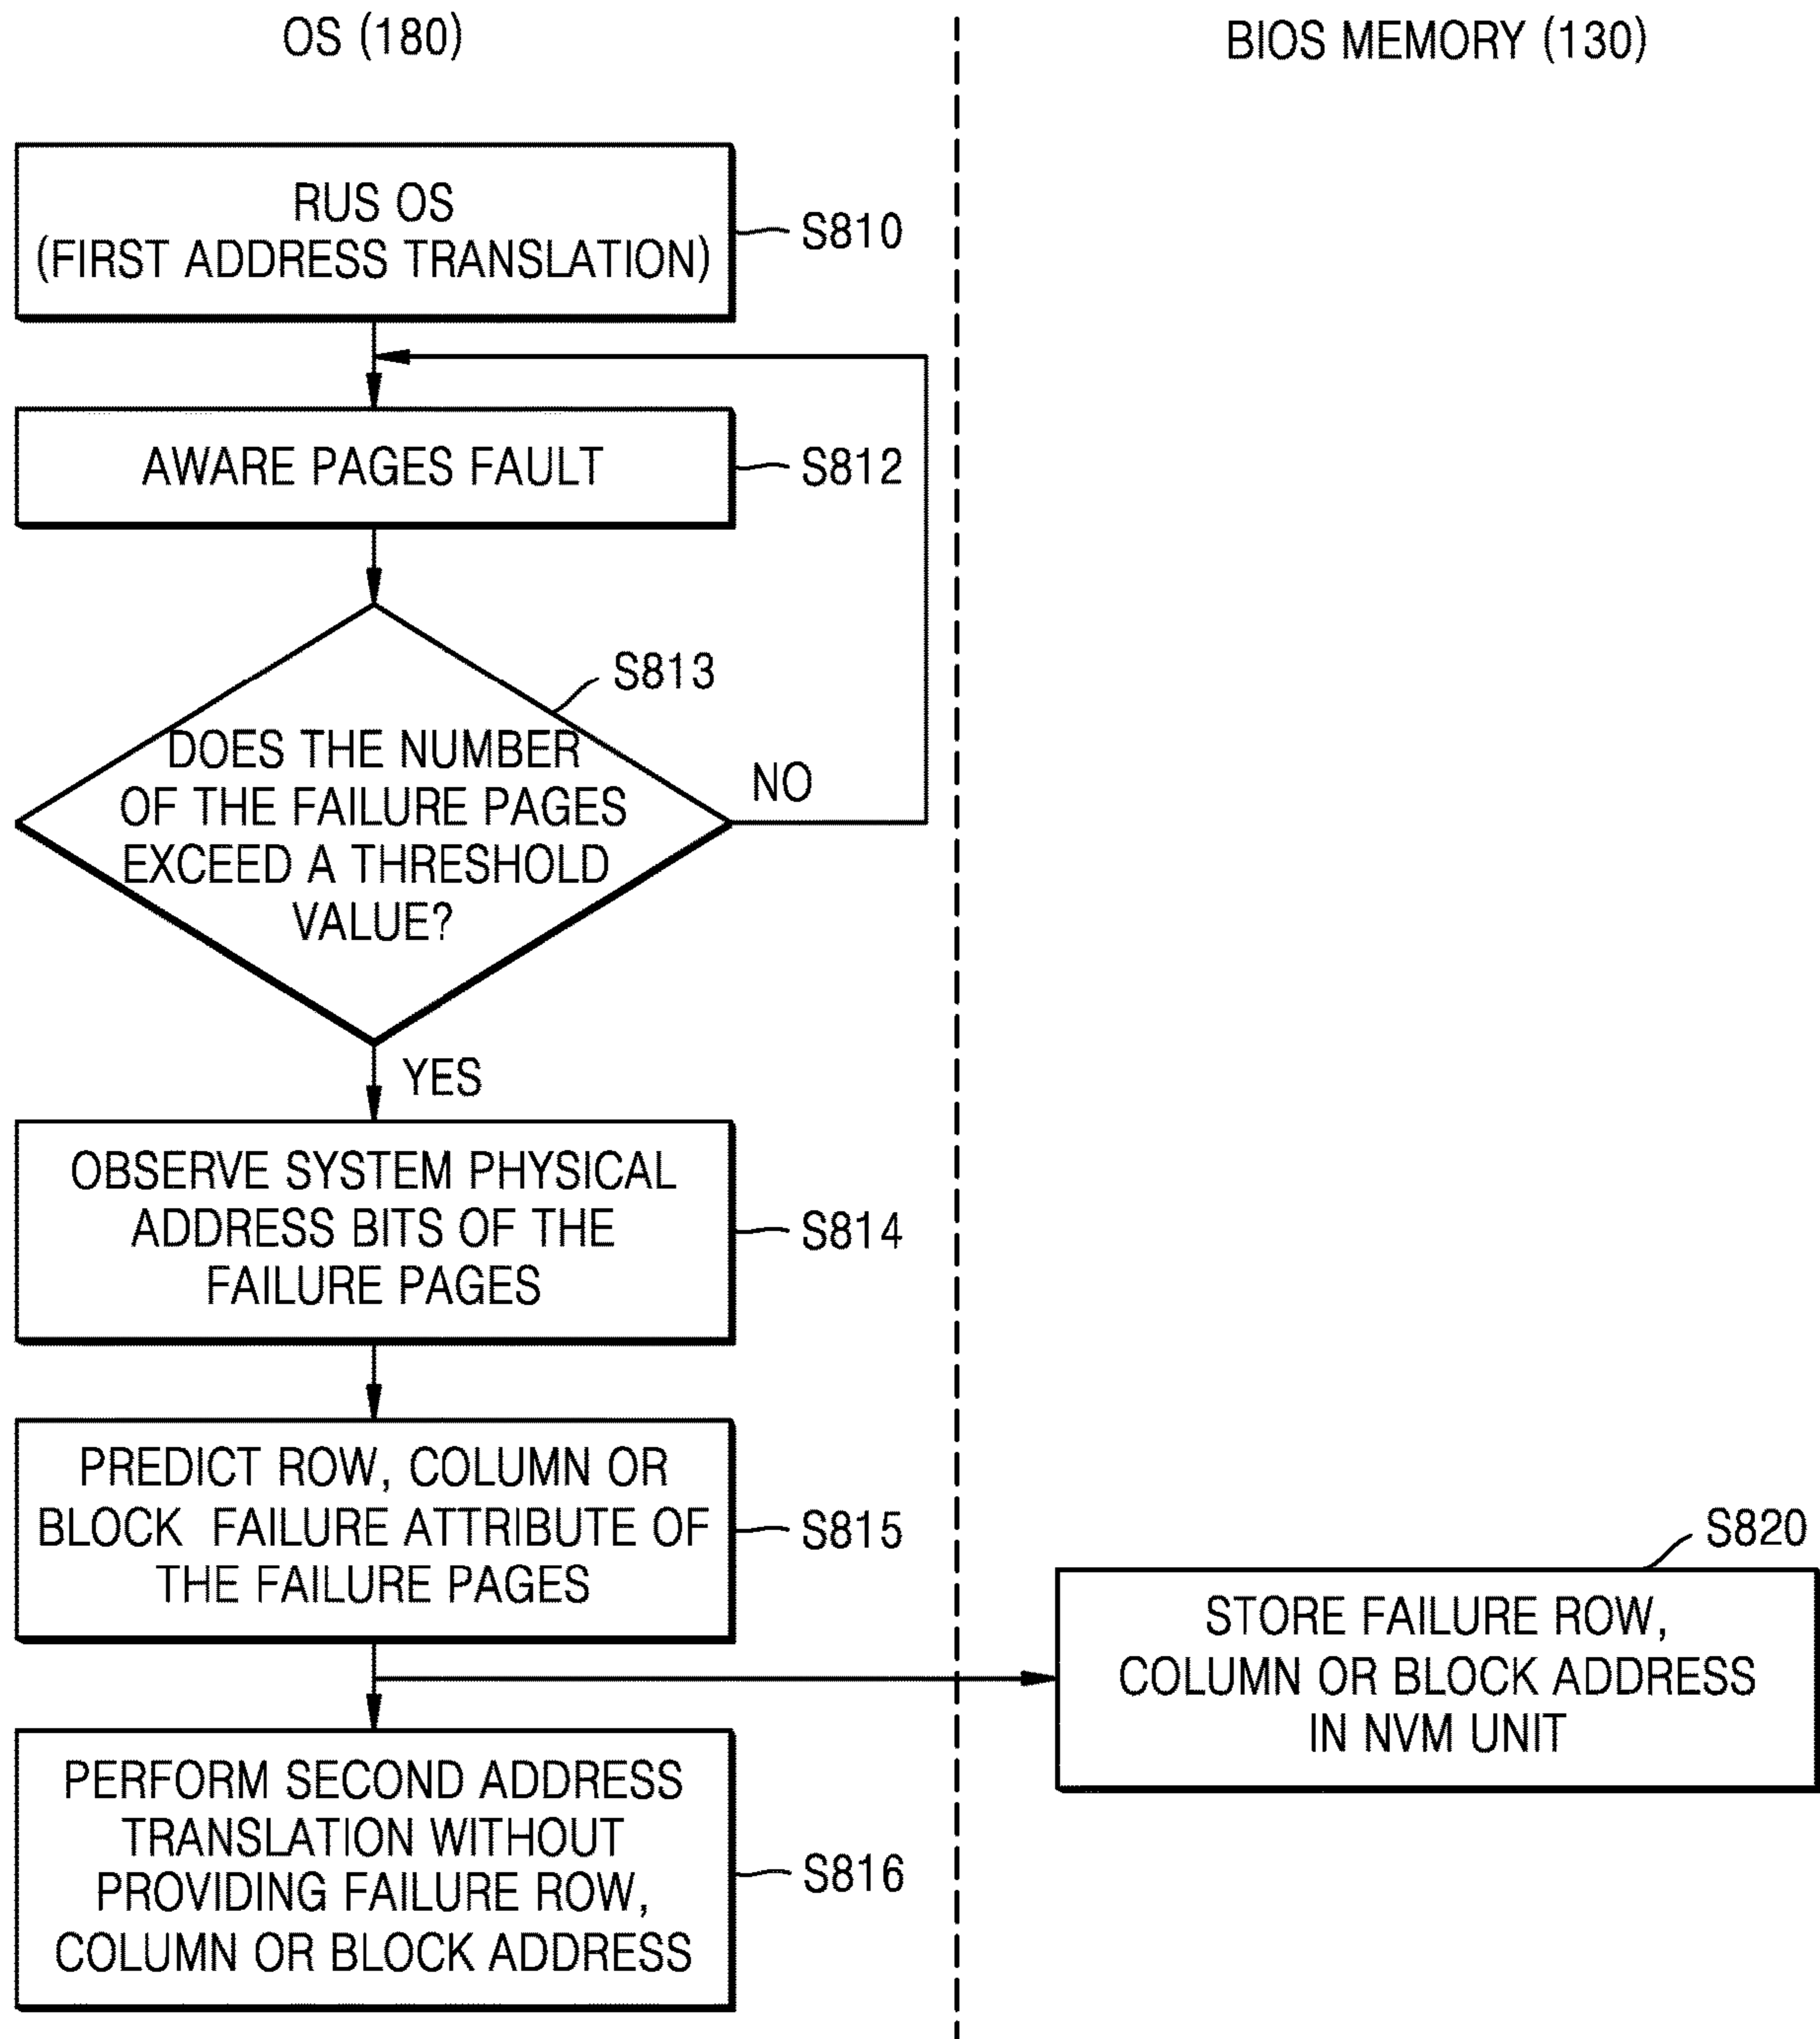 OS (180)
BIOS MEMORY (130)
RUS OS
(FIRST ADDRESS TRANSLATION)
S810
AWARE PAGES FAULT
S812
S813
DOES THE NUMBER
OF THE FAILURE PAGES
EXCEED A THRESHOLD
VALUE?
NO
YES
OBSERVE SYSTEM PHYSICAL
ADDRESS BITS OF THE
FAILURE PAGES
S814
PREDICT ROW, COLUMN OR
BLOCK FAILURE ATTRIBUTE OF
THE FAILURE PAGES
S815
S820
STORE FAILURE ROW,
COLUMN OR BLOCK ADDRESS
IN NVM UNIT
PERFORM SECOND ADDRESS
TRANSLATION WITHOUT
PROVIDING FAILURE ROW,
COLUMN OR BLOCK ADDRESS
S816